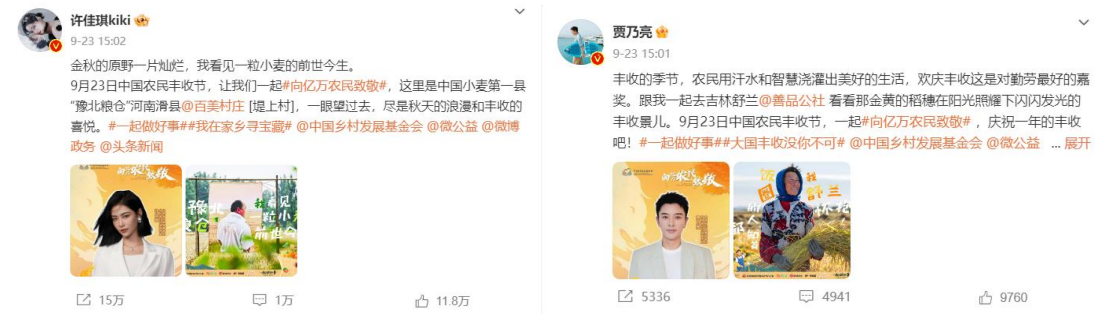 许佳琪kiki
9-23 15:02
金秋的原野一片灿烂，我看见一粒小麦的前世今生。
9月23日中国农民丰收节，让我们一起#向亿万农民致敬#，这里是中国小麦第一县
“豫北粮仓”河南滑县@百美村庄 [堤上村]，一眼望过去，尽是秋天的浪漫和丰收的
喜悦。#一起做好事##我在家乡寻宝藏# @中国乡村发展基金会 @微公益 @微博
政务 @头条新闻
向亿万农民致敬
豫北
粮仓
我看见
一粒小麦
前世今
15万
1万
11.8万
贾乃亮
9-23 15:01
丰收的季节，农民用汗水和智慧浇灌出美好的生活，欢庆丰收这是对勤劳最好的嘉
奖。跟我一起去吉林舒兰@善品公社 看看那金黄的稻穗在阳光照耀下闪闪发光的
丰收景儿。9月23日中国农民丰收节，一起#向亿万农民致敬# ，庆祝一年的丰收
吧！#一起做好事##大国丰收没你不可# @中国乡村发展基金会 @微公益 ... 展开
我
舒兰
5336
4941
9760